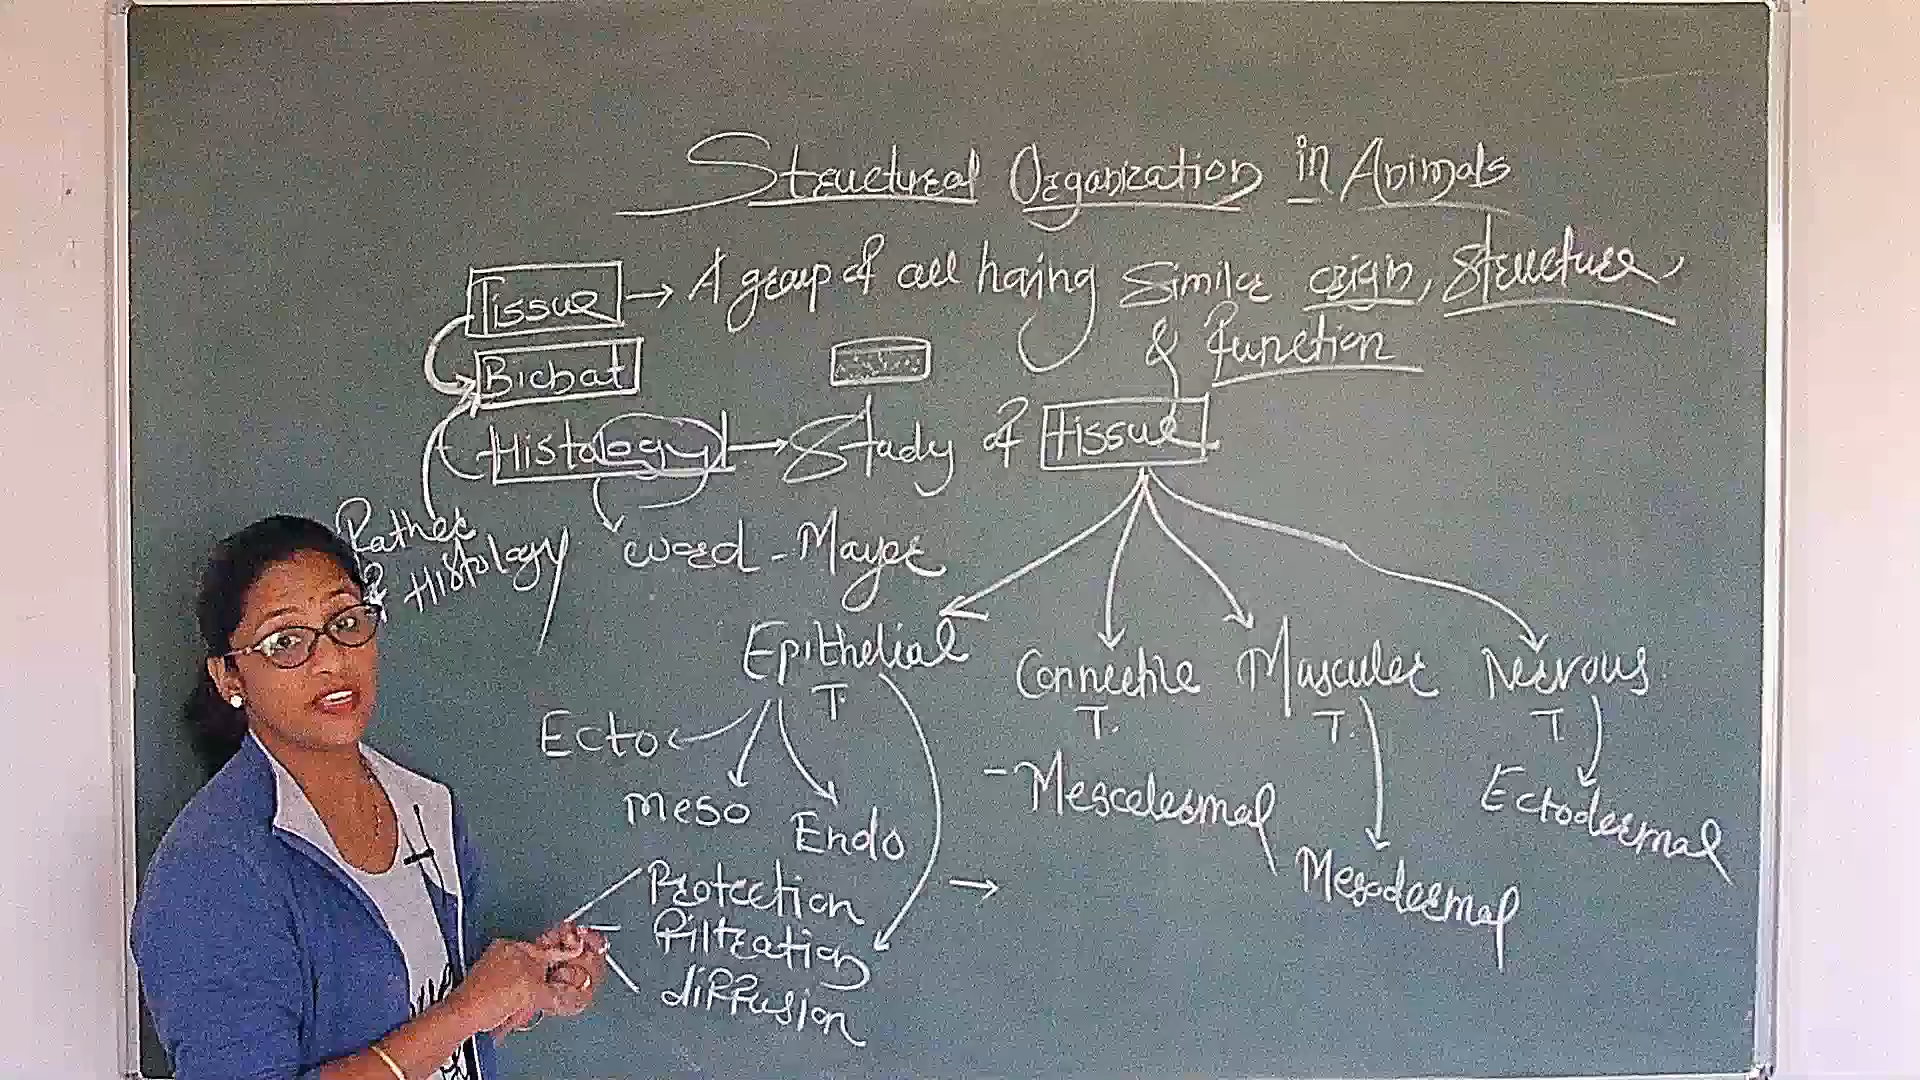 Structural Organization in Animals
Tissue → A group of cell having similar origin, structure,
& function
Bichat
Histology → Study of tissue
Father
of Histology
word - Mayer
Epithelial Connective Muscular Nervous
T T. T. T
Ecto
meso
Endo
- Mesodermal
Mesodermal
Ectodermal
Protection →
Filtration
diffusion